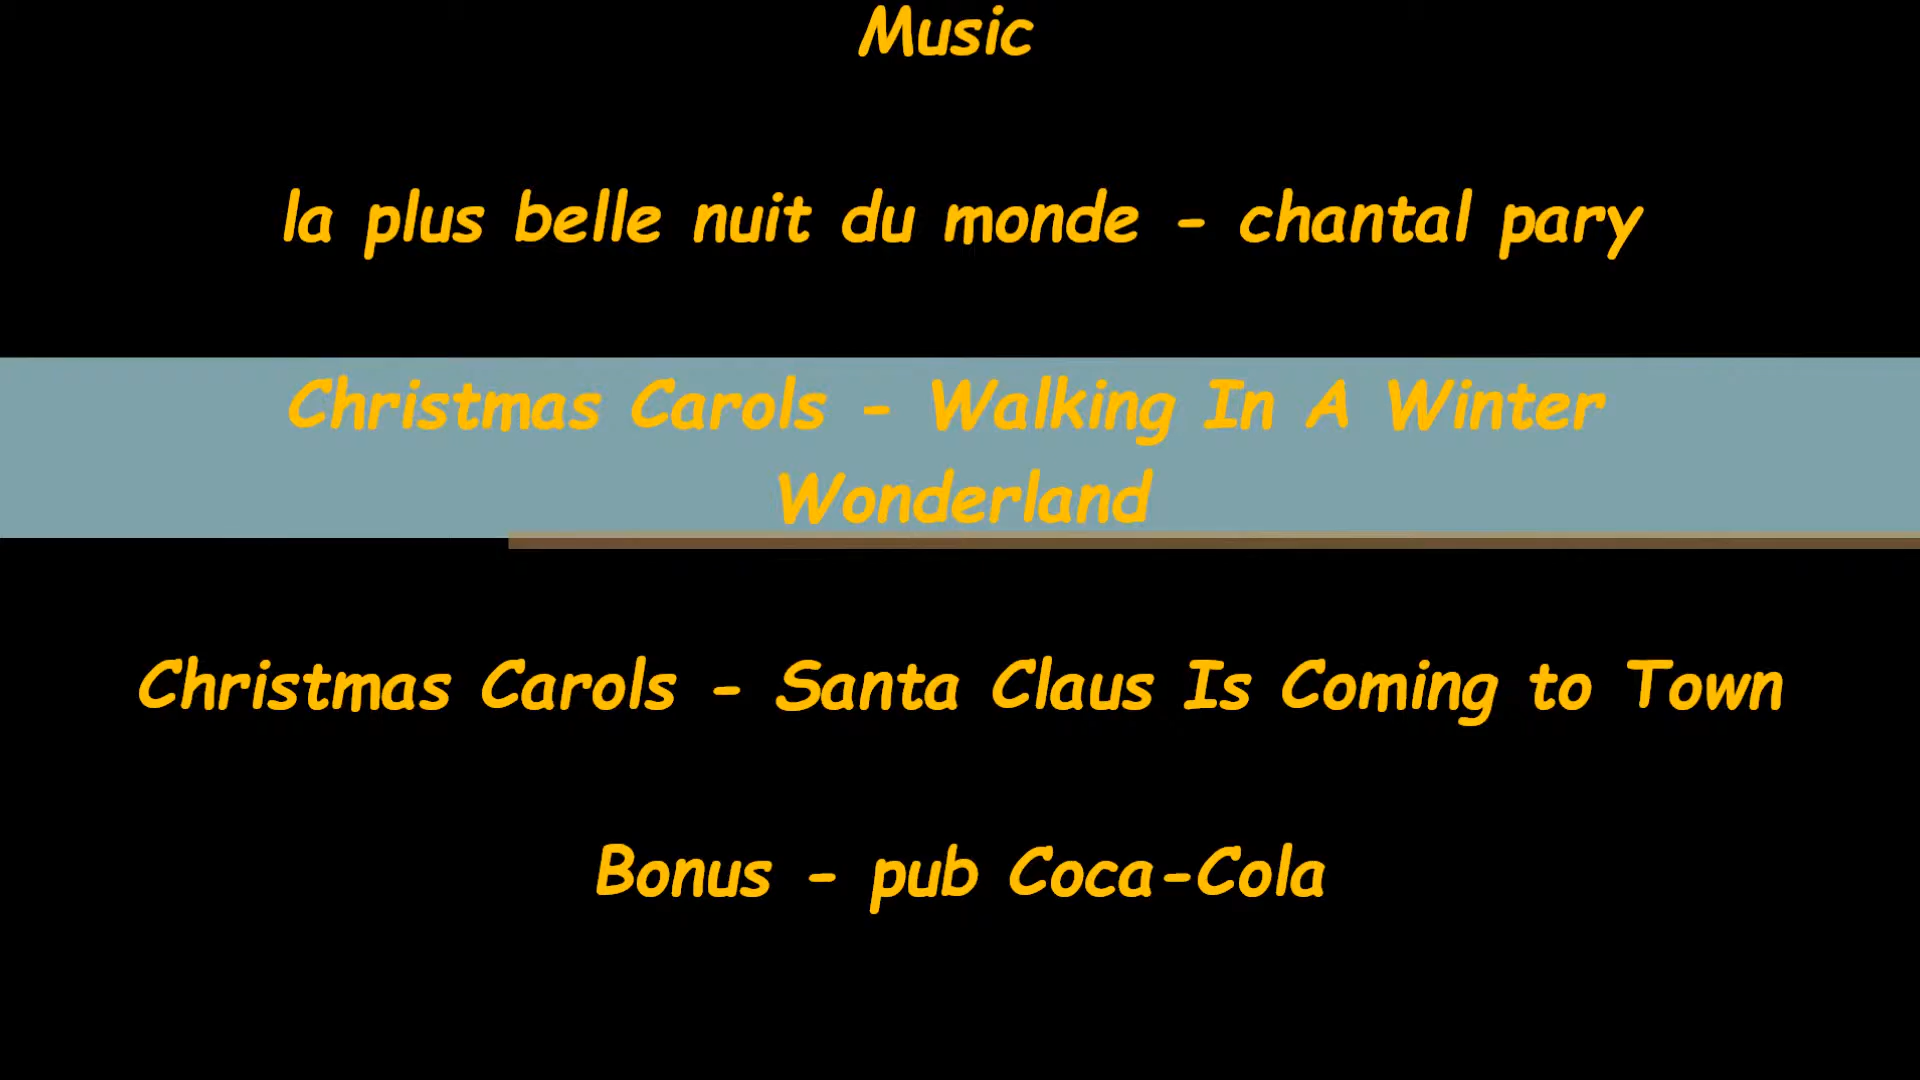 Music
la plus belle nuit du monde - chantal pary
Christmas Carols - Walking In A Winter
Wonderland
Christmas Carols - Santa Claus Is Coming to Town
Bonus - pub Coca-Cola